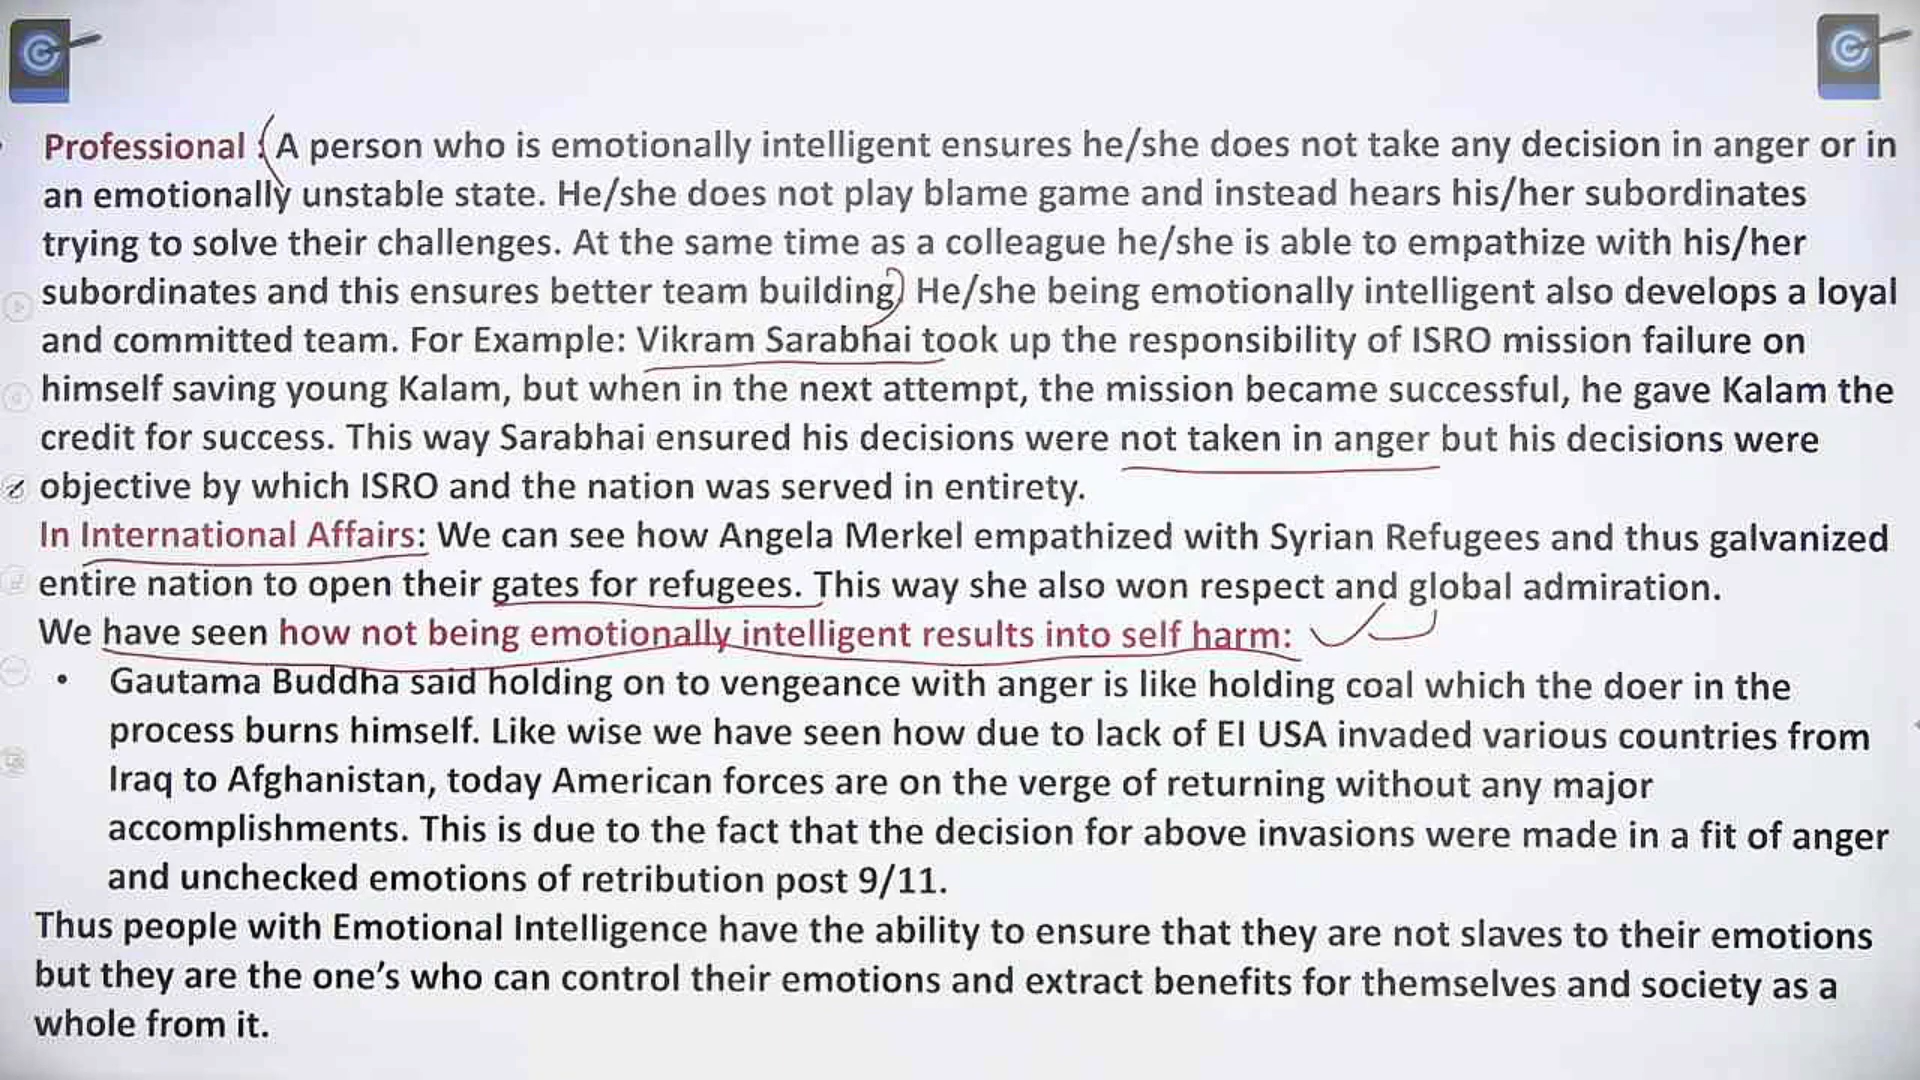 Professional : A person who is emotionally intelligent ensures he/she does not take any decision in anger or in
an emotionally unstable state. He/she does not play blame game and instead hears his/her subordinates
trying to solve their challenges. At the same time as a colleague he/she is able to empathize with his/her
subordinates and this ensures better team building. He/she being emotionally intelligent also develops a loyal
and committed team. For Example: Vikram Sarabhai took up the responsibility of ISRO mission failure on
himself saving young Kalam, but when in the next attempt, the mission became successful, he gave Kalam the
credit for success. This way Sarabhai ensured his decisions were not taken in anger but his decisions were
objective by which ISRO and the nation was served in entirety.
In International Affairs: We can see how Angela Merkel empathized with Syrian Refugees and thus galvanized
entire nation to open their gates for refugees. This way she also won respect and global admiration.
We have seen how not being emotionally intelligent results into self harm:
• Gautama Buddha said holding on to vengeance with anger is like holding coal which the doer in the
process burns himself. Like wise we have seen how due to lack of EI USA invaded various countries from
Iraq to Afghanistan, today American forces are on the verge of returning without any major
accomplishments. This is due to the fact that the decision for above invasions were made in a fit of anger
and unchecked emotions of retribution post 9/11.
Thus people with Emotional Intelligence have the ability to ensure that they are not slaves to their emotions
but they are the one’s who can control their emotions and extract benefits for themselves and society as a
whole from it.